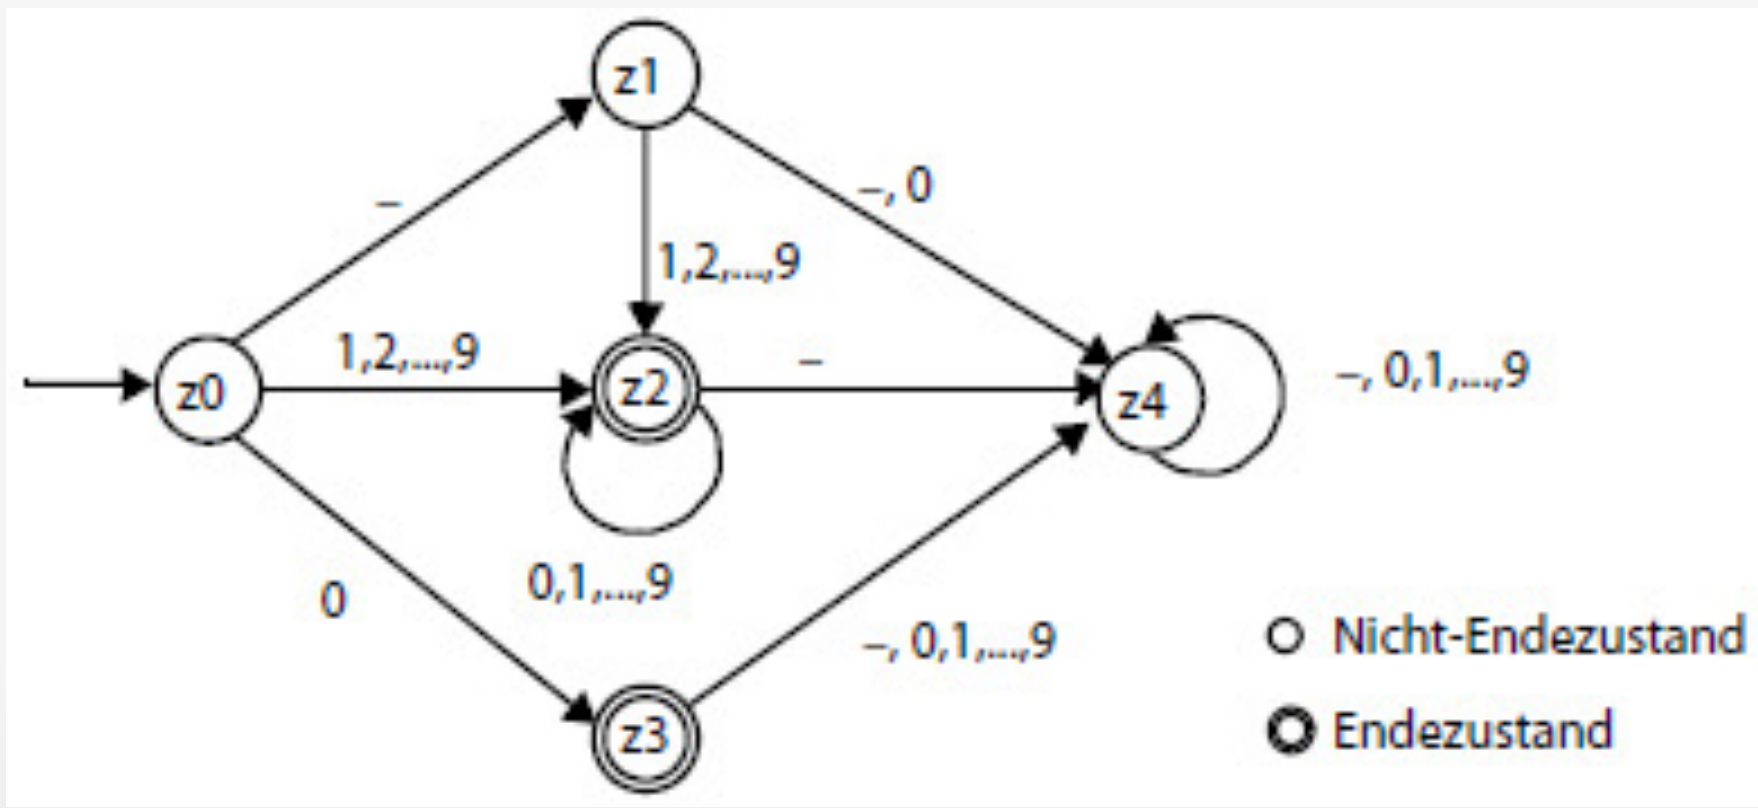 z1
–
–, 0
1,2,...,9
1,2,...,9
–
z0
z2
z4
–, 0,1,...,9
0
0,1,...,9
–, 0,1,...,9
z3
Nicht-Endezustand
Endezustand